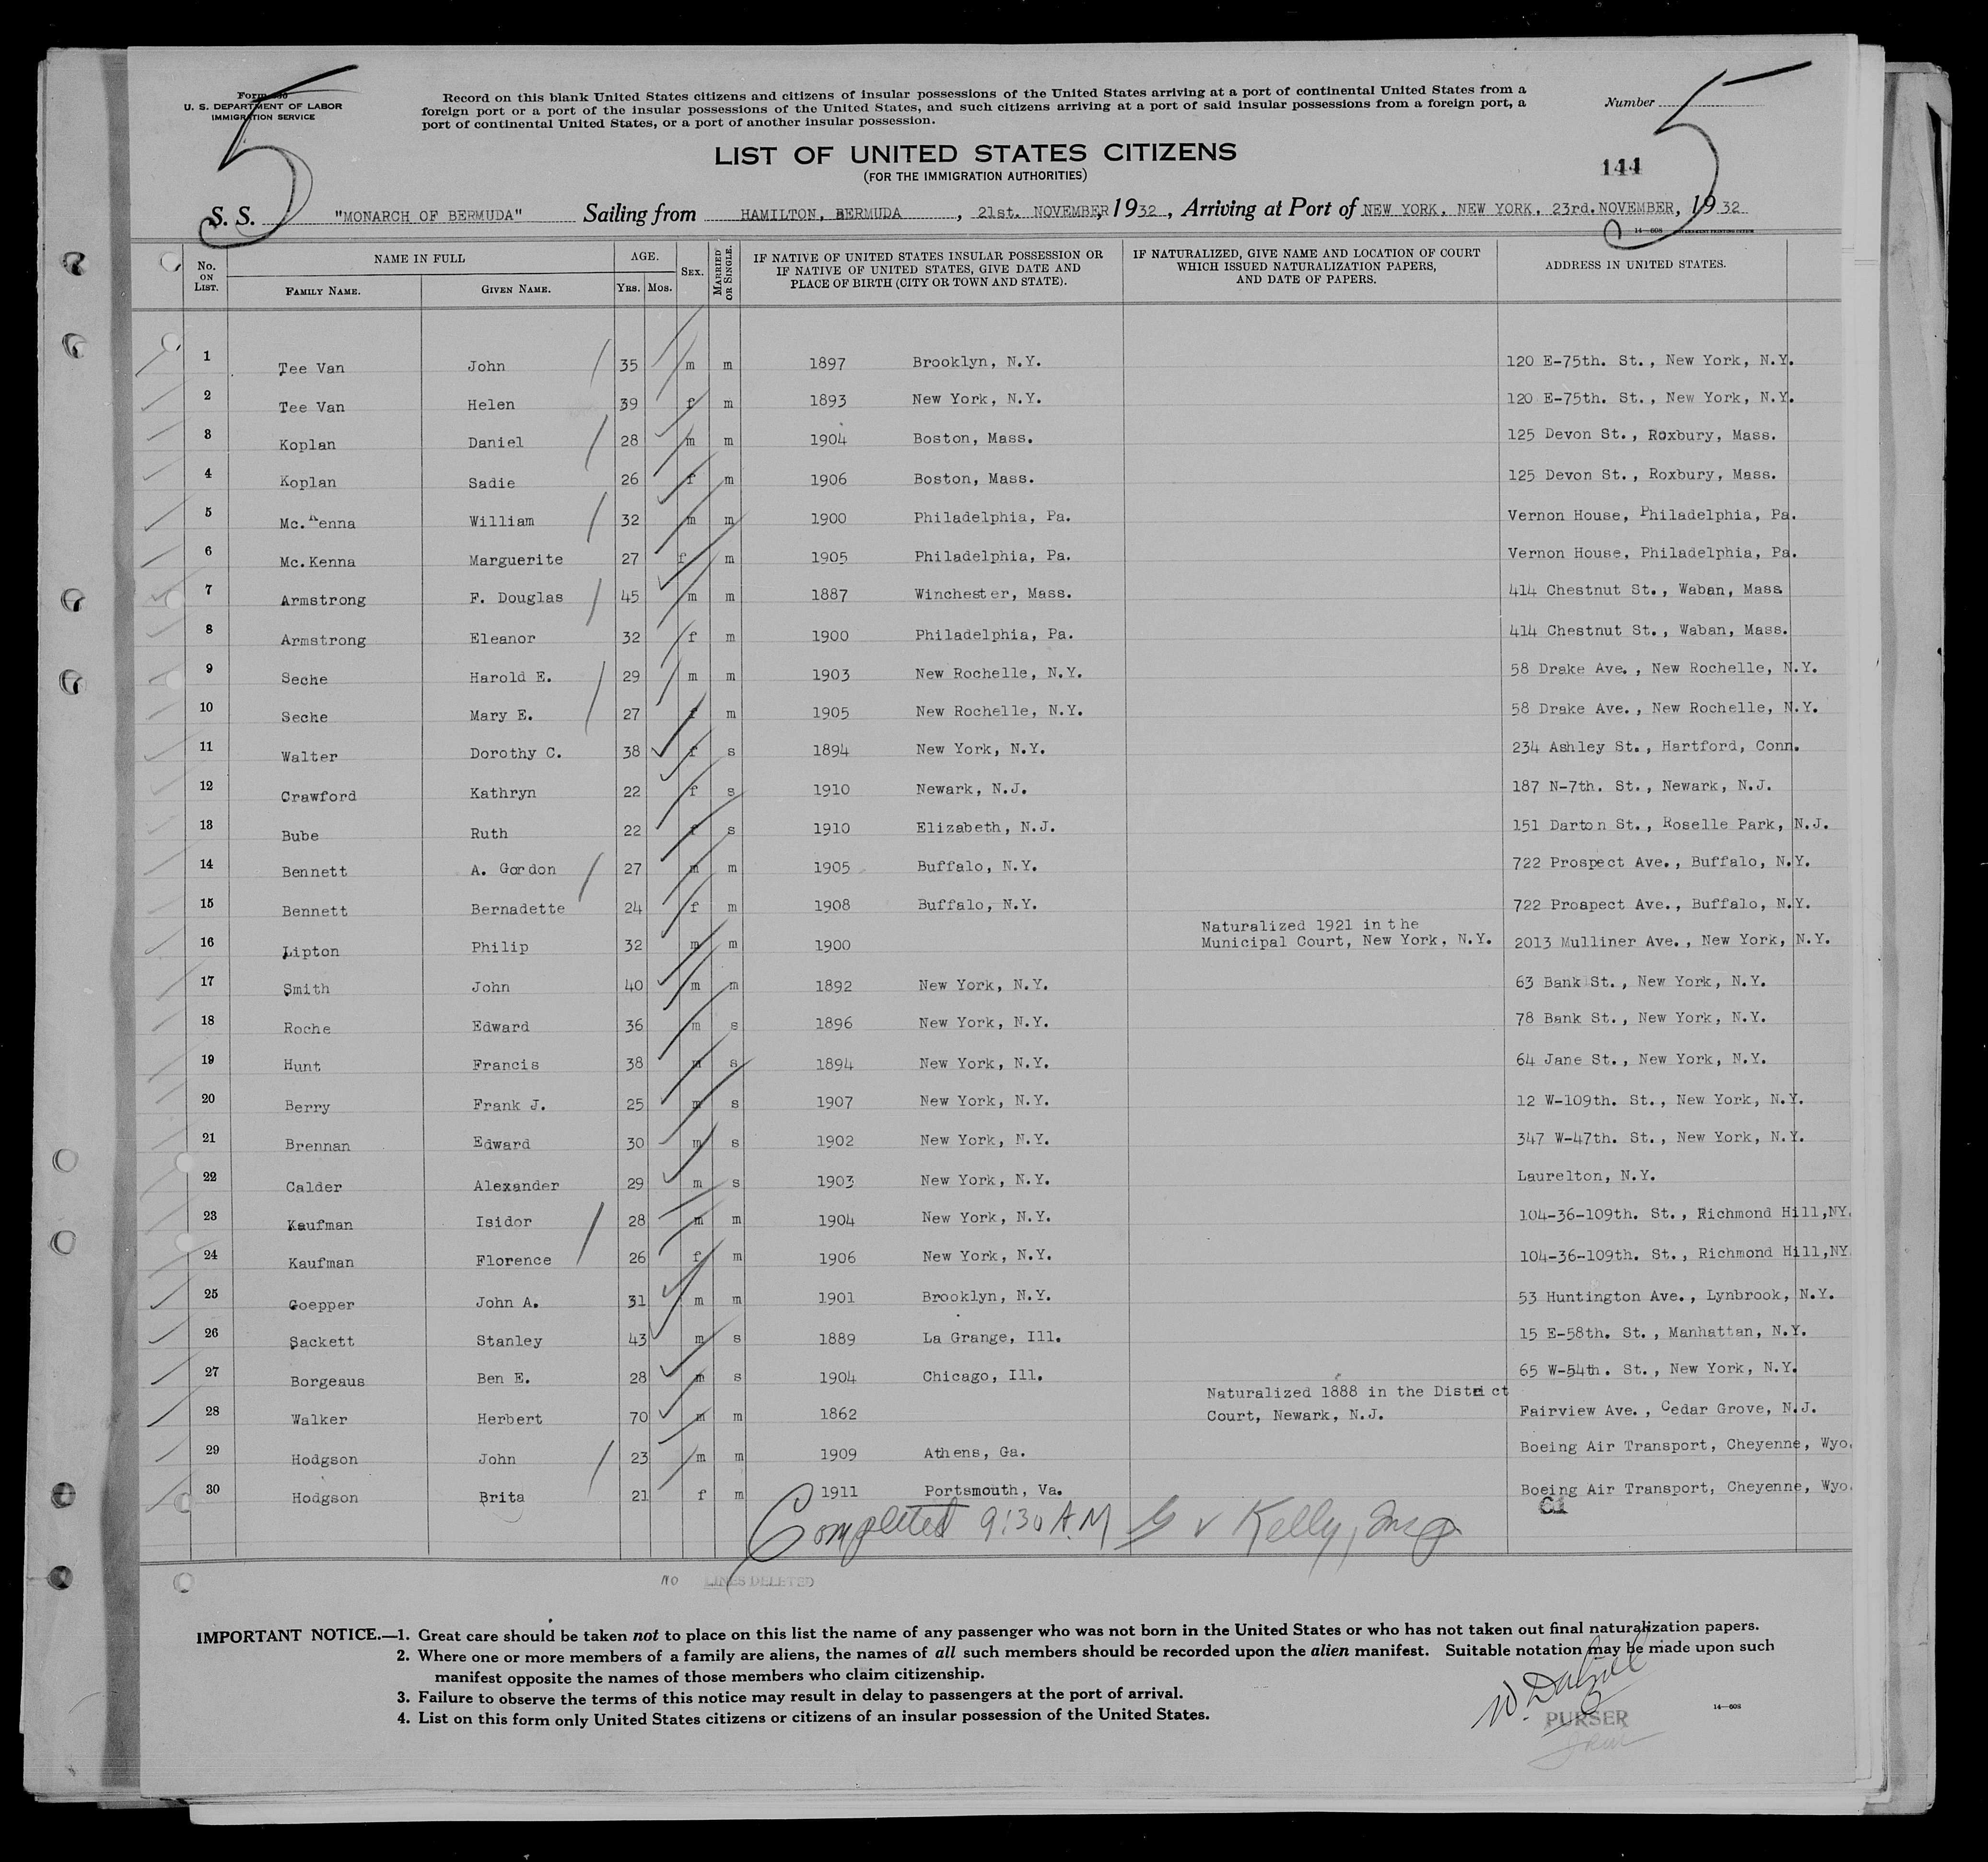 Form 630
U. S. DEPARTMENT OF LABOR
IMMIGRATION SERVICE
5
Record on this blank United States citizens and citizens of insular possessions of the United States arriving at a port of continental United States from a
foreign port or a port of the insular possessions of the United States, and such citizens arriving at a port of said insular possessions from a foreign port, a
port of continental United States, or a port of another insular possession.
Number
5
LIST OF UNITED STATES CITIZENS
(FOR THE IMMIGRATION AUTHORITIES)
144
S. S. "MONARCH OF BERMUDA" Sailing from HAMILTON, BERMUDA, 21st. NOVEMBER, 1932, Arriving at Port of NEW YORK, NEW YORK, 23rd. NOVEMBER, 1932
14—608 GOVERNMENT PRINTING OFFICE
No. ON LIST. NAME IN FULL FAMILY NAME. GIVEN NAME. AGE. YRS. MOS. SEX. MARRIED OR SINGLE. IF NATIVE OF UNITED STATES INSULAR POSSESSION OR IF NATIVE OF UNITED STATES, GIVE DATE AND PLACE OF BIRTH (CITY OR TOWN AND STATE). IF NATURALIZED, GIVE NAME AND LOCATION OF COURT WHICH ISSUED NATURALIZATION PAPERS, AND DATE OF PAPERS. ADDRESS IN UNITED STATES.
1 Tee Van John 35 m m 1897 Brooklyn, N.Y. 120 E-75th. St., New York, N.Y.
2 Tee Van Helen 39 f m 1893 New York, N.Y. 120 E-75th. St., New York, N.Y.
3 Koplan Daniel 28 m m 1904 Boston, Mass. 125 Devon St., Roxbury, Mass.
4 Koplan Sadie 26 f m 1906 Boston, Mass. 125 Devon St., Roxbury, Mass.
5 Mc.Kenna William 32 m m 1900 Philadelphia, Pa. Vernon House, Philadelphia, Pa.
6 Mc.Kenna Marguerite 27 f m 1905 Philadelphia, Pa. Vernon House, Philadelphia, Pa.
7 Armstrong F. Douglas 45 m m 1887 Winchester, Mass. 414 Chestnut St., Waban, Mass
8 Armstrong Eleanor 32 f m 1900 Philadelphia, Pa. 414 Chestnut St., Waban, Mass.
9 Seche Harold E. 29 m m 1903 New Rochelle, N.Y. 58 Drake Ave., New Rochelle, N.Y.
10 Seche Mary E. 27 f m 1905 New Rochelle, N.Y. 58 Drake Ave., New Rochelle, N.Y.
11 Walter Dorothy C. 38 f s 1894 New York, N.Y. 234 Ashley St., Hartford, Conn.
12 Crawford Kathryn 22 f s 1910 Newark, N.J. 187 N-7th. St., Newark, N.J.
13 Bube Ruth 22 f s 1910 Elizabeth, N.J. 151 Darton St., Roselle Park, N.J.
14 Bennett A. Gordon 27 m m 1905 Buffalo, N.Y. 722 Prospect Ave., Buffalo, N.Y.
15 Bennett Bernadette 24 f m 1908 Buffalo, N.Y. 722 Prospect Ave., Buffalo, N.Y.
16 Lipton Philip 32 m m 1900 Naturalized 1921 in the Municipal Court, New York, N.Y. 2013 Mulliner Ave., New York, N.Y.
17 Smith John 40 m m 1892 New York, N.Y. 63 Bank St., New York, N.Y.
18 Roche Edward 36 m s 1896 New York, N.Y. 78 Bank St., New York, N.Y.
19 Hunt Francis 38 m s 1894 New York, N.Y. 64 Jane St., New York, N.Y.
20 Berry Frank J. 25 m s 1907 New York, N.Y. 12 W-109th. St., New York, N.Y.
21 Brennan Edward 30 m s 1902 New York, N.Y. 347 W-47th. St., New York, N.Y.
22 Calder Alexander 29 m s 1903 New York, N.Y. Laurelton, N.Y.
23 Kaufman Isidor 28 m m 1904 New York, N.Y. 104-36-109th. St., Richmond Hill,NY.
24 Kaufman Florence 26 f m 1906 New York, N.Y. 104-36-109th. St., Richmond Hill,NY
25 Goepper John A. 31 m m 1901 Brooklyn, N.Y. 53 Huntington Ave., Lynbrook, N.Y.
26 Sackett Stanley 43 m s 1889 La Grange, Ill. 15 E-58th. St., Manhattan, N.Y.
27 Borgeaus Ben E. 28 m s 1904 Chicago, Ill. 65 W-54th. St., New York, N.Y.
28 Walker Herbert 70 m m 1862 Naturalized 1888 in the District Court, Newark, N.J. Fairview Ave., Cedar Grove, N.J.
29 Hodgson John 23 m m 1909 Athens, Ga. Boeing Air Transport, Cheyenne, Wyo.
30 Hodgson Brita 21 f m 1911 Portsmouth, Va. Boeing Air Transport, Cheyenne, Wyo.
C1
Completed 9:30 A.M G V Kelly, Insp
NO LINES DELETED
IMPORTANT NOTICE.—1. Great care should be taken not to place on this list the name of any passenger who was not born in the United States or who has not taken out final naturalization papers.
2. Where one or more members of a family are aliens, the names of all such members should be recorded upon the alien manifest. Suitable notation may be made upon such
manifest opposite the names of those members who claim citizenship.
3. Failure to observe the terms of this notice may result in delay to passengers at the port of arrival.
4. List on this form only United States citizens or citizens of an insular possession of the United States.
PURSER
14—608